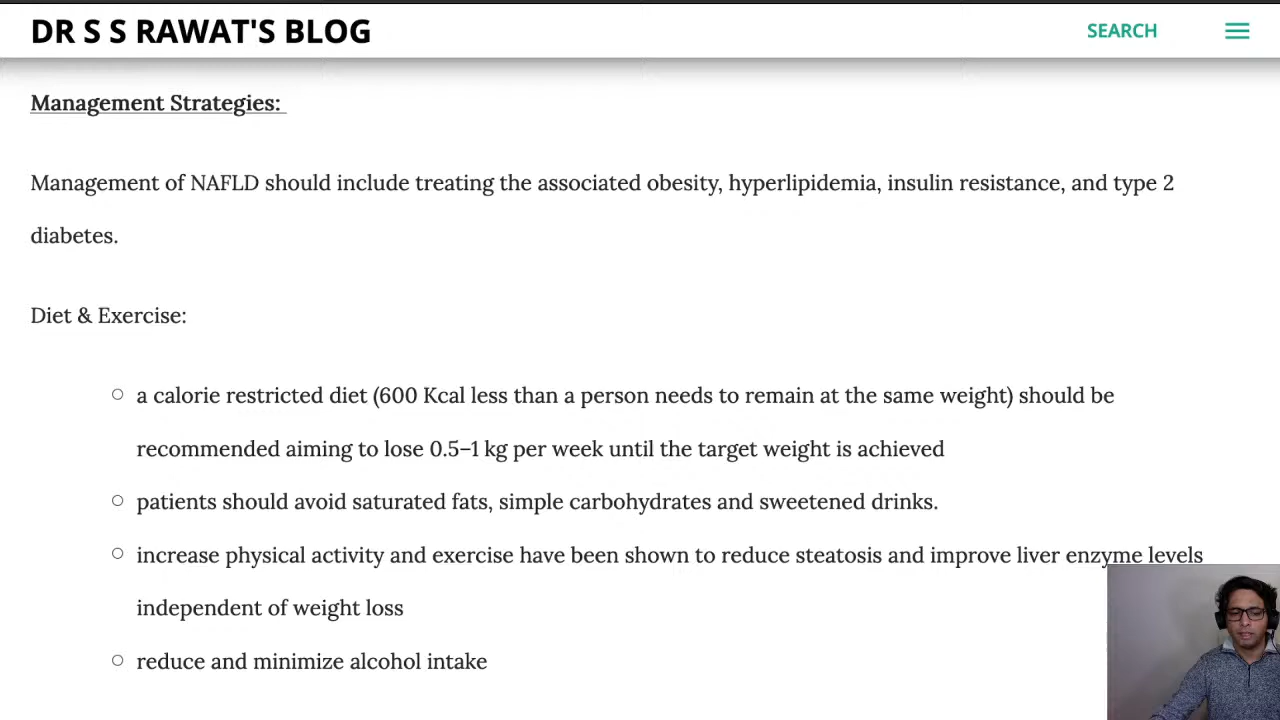 DR S S RAWAT'S BLOG
SEARCH
Management Strategies:
Management of NAFLD should include treating the associated obesity, hyperlipidemia, insulin resistance, and type 2
diabetes.
Diet & Exercise:
a calorie restricted diet (600 Kcal less than a person needs to remain at the same weight) should be
recommended aiming to lose 0.5–1 kg per week until the target weight is achieved
patients should avoid saturated fats, simple carbohydrates and sweetened drinks.
increase physical activity and exercise have been shown to reduce steatosis and improve liver enzyme levels
independent of weight loss
reduce and minimize alcohol intake